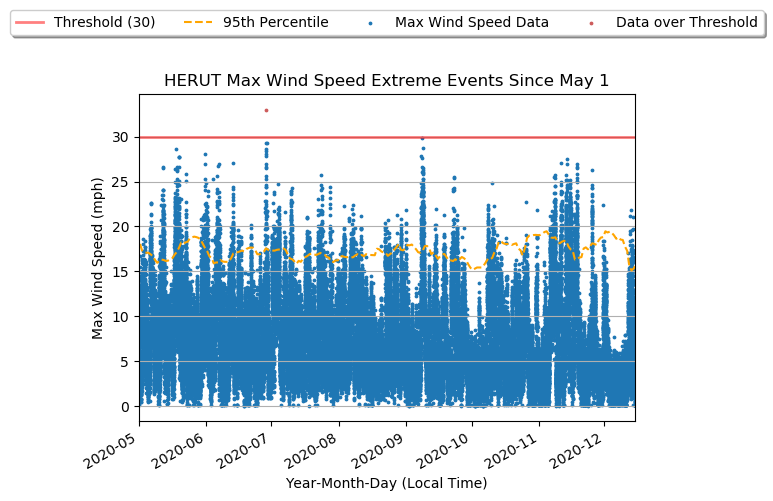 Threshold (30) 95th Percentile Max Wind Speed Data Data over Threshold
HERUT Max Wind Speed Extreme Events Since May 1
Max Wind Speed (mph)
30
25
20
15
10
5
0
2020-05 2020-06 2020-07 2020-08 2020-09 2020-10 2020-11 2020-12
Year-Month-Day (Local Time)